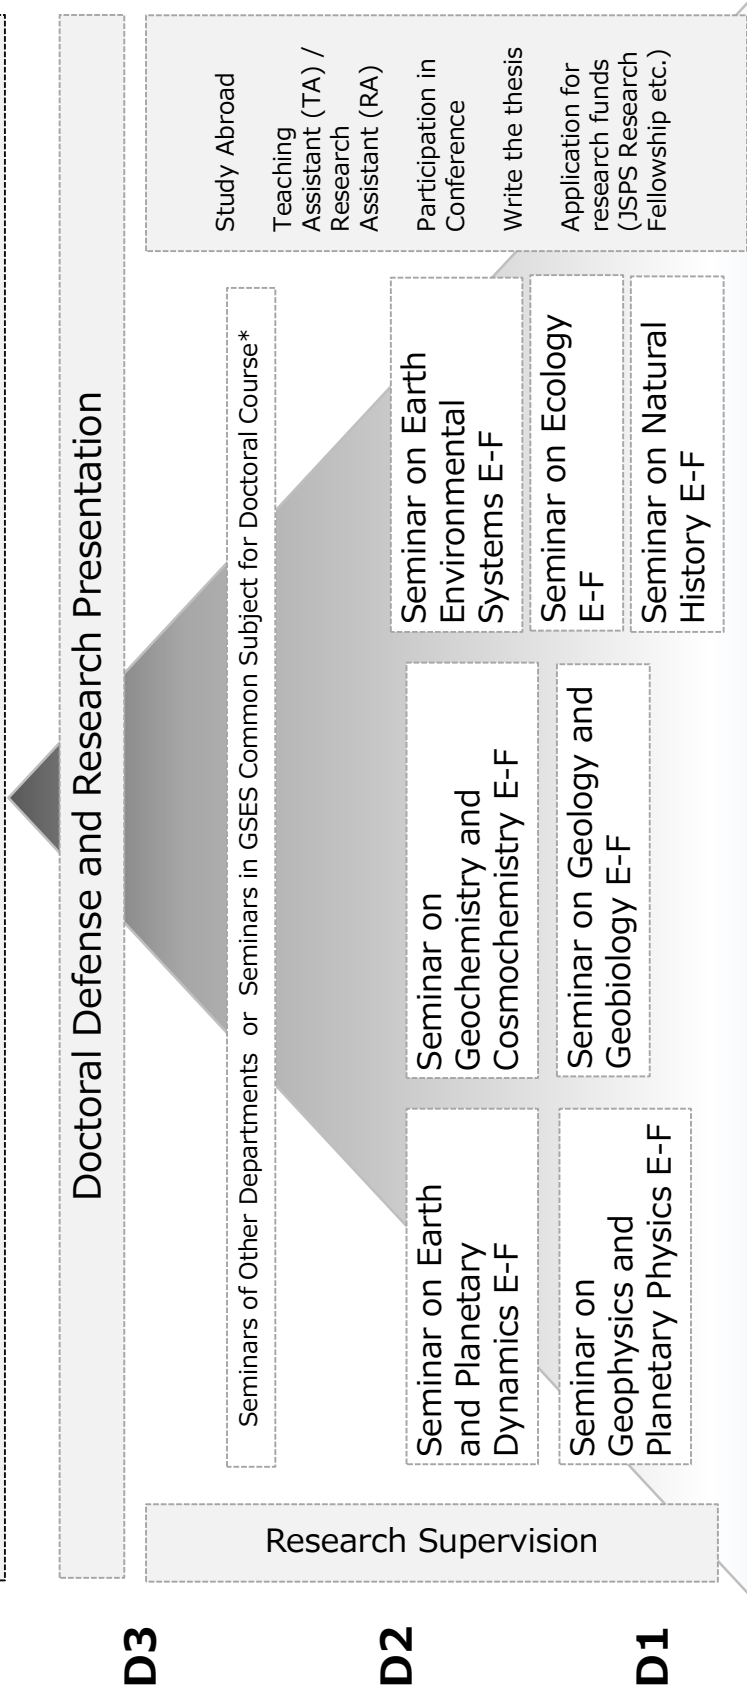 Doctoral Defense and Research Presentation
D3
Seminars of Other Departments or Seminars in GSES Common Subject for Doctoral Course*
D2
Research Supervision
Seminar on Earth
and Planetary
Dynamics E-F
Seminar on
Geochemistry and
Cosmochemistry E-F
Seminar on Earth
Environmental
Systems E-F
Seminar on Ecology
E-F
Seminar on
Geophysics and
Planetary Physics E-F
Seminar on Geology and
Geobiology E-F
Seminar on Natural
History E-F
D1
Study Abroad
Teaching
Assistant (TA) /
Research
Assistant (RA)
Participation in
Conference
Write the thesis
Application for
research funds
(JSPS Research
Fellowship etc.)